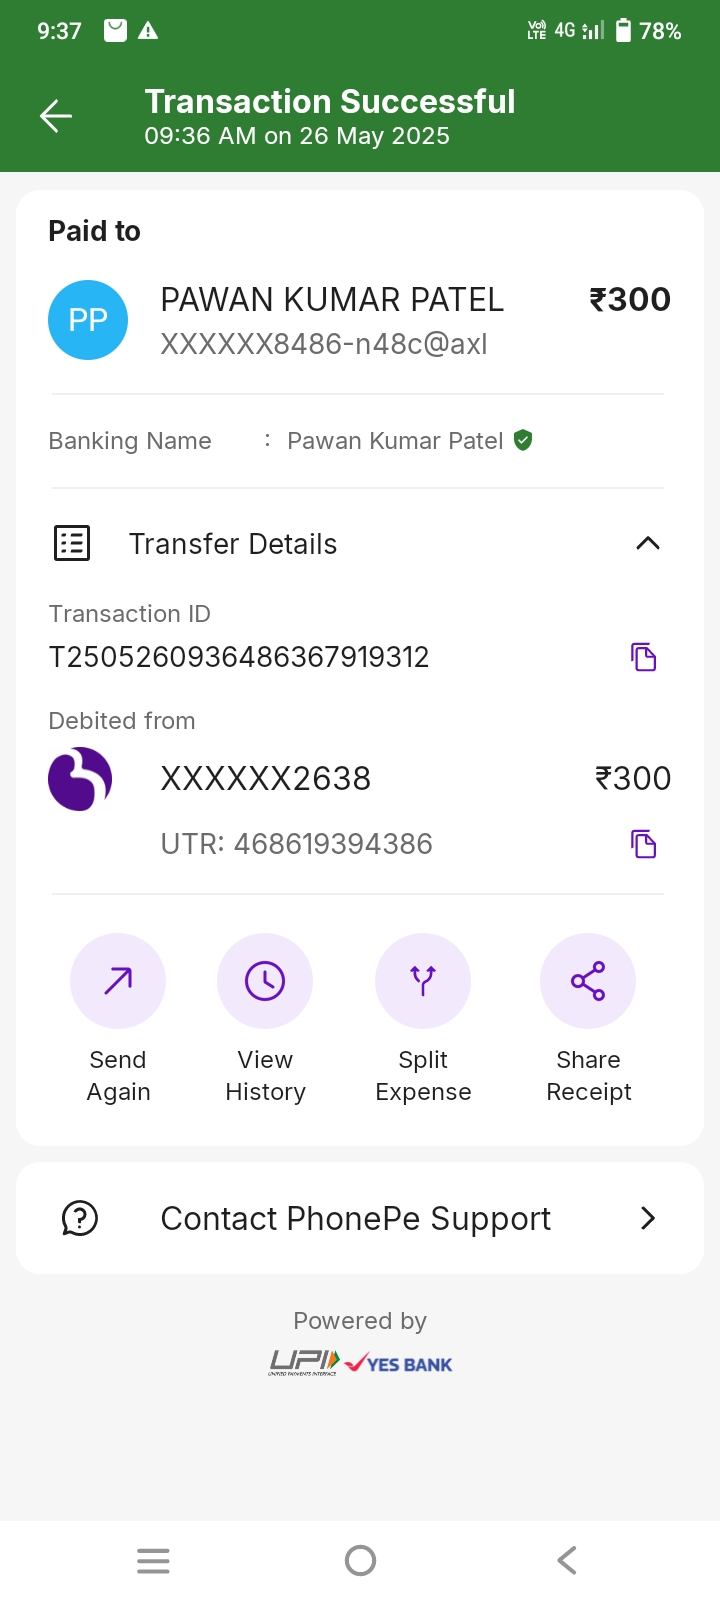 9:37
VoI) LTE 4G 78%
Transaction Successful
09:36 AM on 26 May 2025
Paid to
PP
PAWAN KUMAR PATEL ₹300
XXXXXX8486-n48c@axl
Banking Name : Pawan Kumar Patel
Transfer Details
Transaction ID
T2505260936486367919312
Debited from
XXXXXX2638 ₹300
UTR: 468619394386
Send Again
View History
Split Expense
Share Receipt
Contact PhonePe Support
Powered by
UPI YES BANK
UNIFIED PAYMENTS INTERFACE